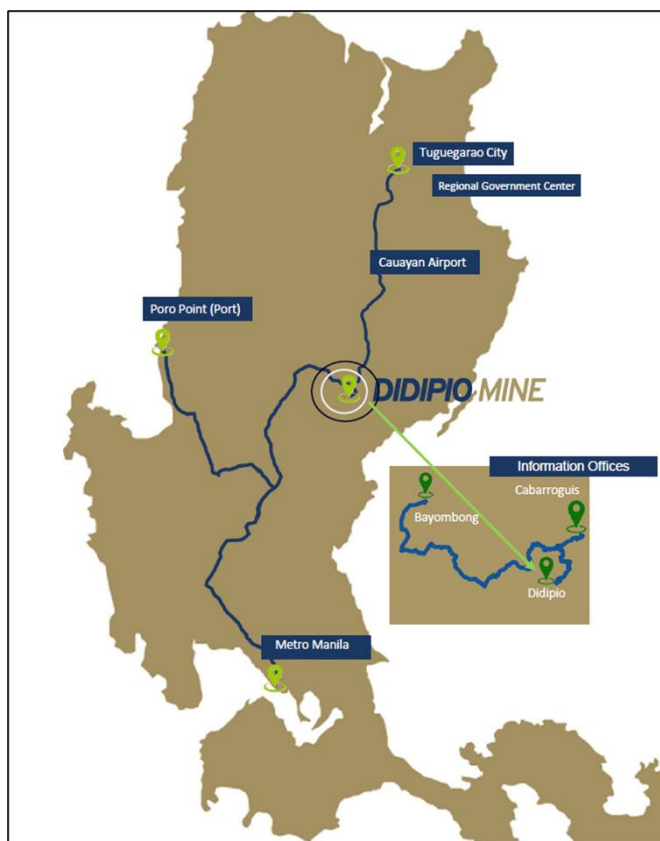 Tuguegarao City
Regional Government Center
Cauayan Airport
Poro Point (Port)
DIDIPIO MINE
Information Offices
Cabarroguis
Bayombong
Didipio
Metro Manila